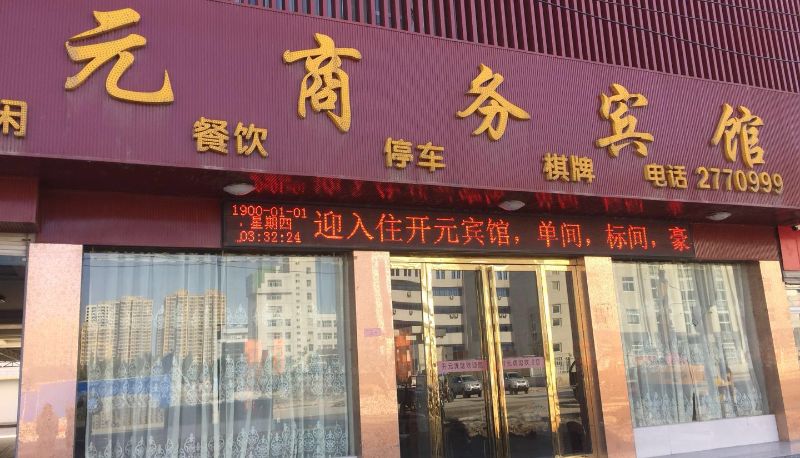 元商务宾馆
闲 餐饮 停车 棋牌 电话 2770999
1900-01-01
星期四
03:32:24
迎入住开元宾馆，单间，标间，豪